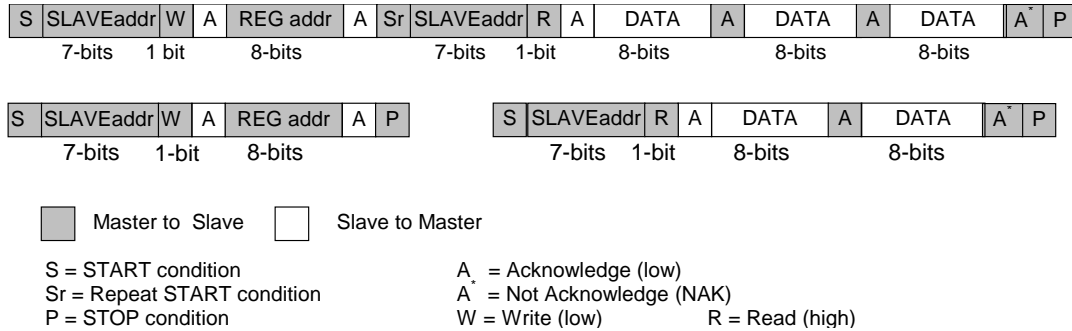 S SLAVEaddr W A REG addr A Sr SLAVEaddr R A DATA A DATA A DATA A* P
7-bits 1 bit 8-bits 7-bits 1-bit 8-bits 8-bits 8-bits
S SLAVEaddr W A REG addr A P S SLAVEaddr R A DATA A DATA A* P
7-bits 1-bit 8-bits 7-bits 1-bit 8-bits 8-bits
Master to Slave Slave to Master
S = START condition A = Acknowledge (low)
Sr = Repeat START condition A* = Not Acknowledge (NAK)
P = STOP condition W = Write (low) R = Read (high)